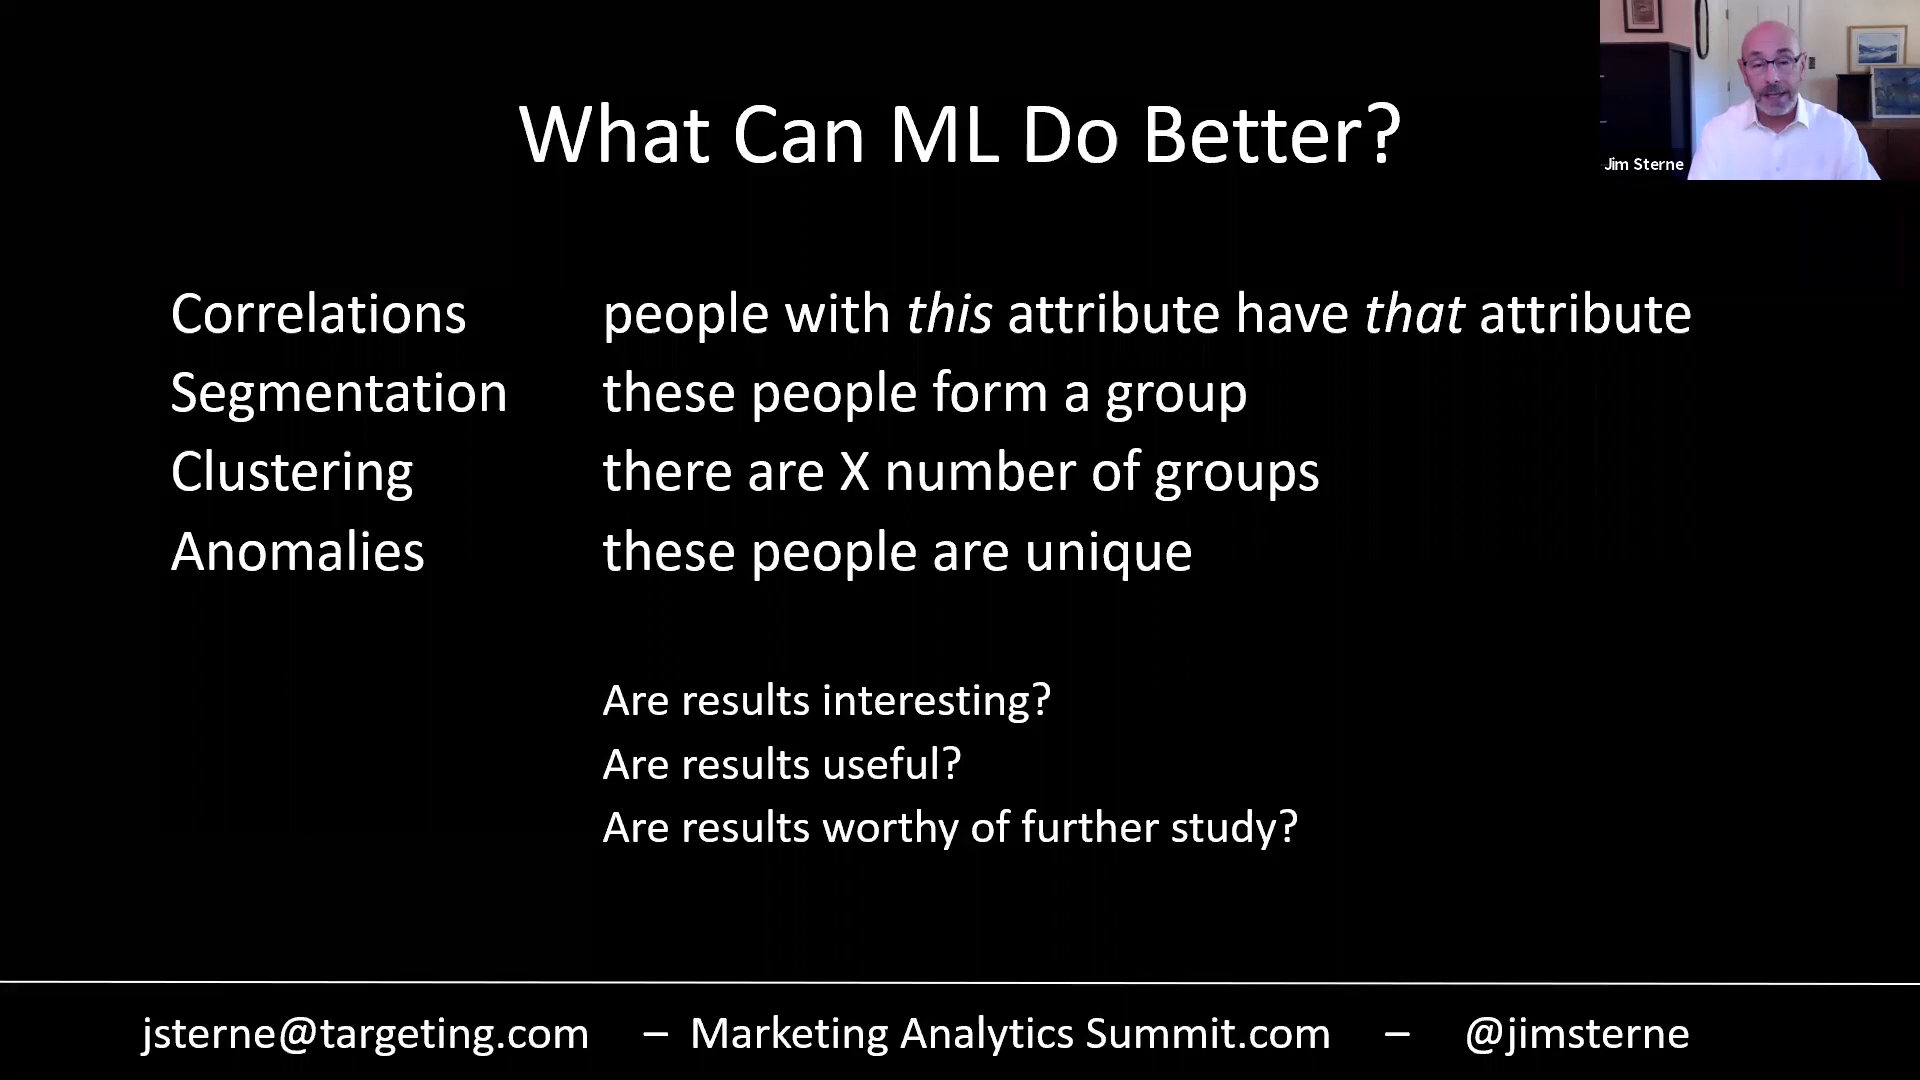 What Can ML Do Better?
Jim Sterne
Correlations people with this attribute have that attribute
Segmentation these people form a group
Clustering there are X number of groups
Anomalies these people are unique
Are results interesting?
Are results useful?
Are results worthy of further study?
jsterne@targeting.com – Marketing Analytics Summit.com – @jimsterne